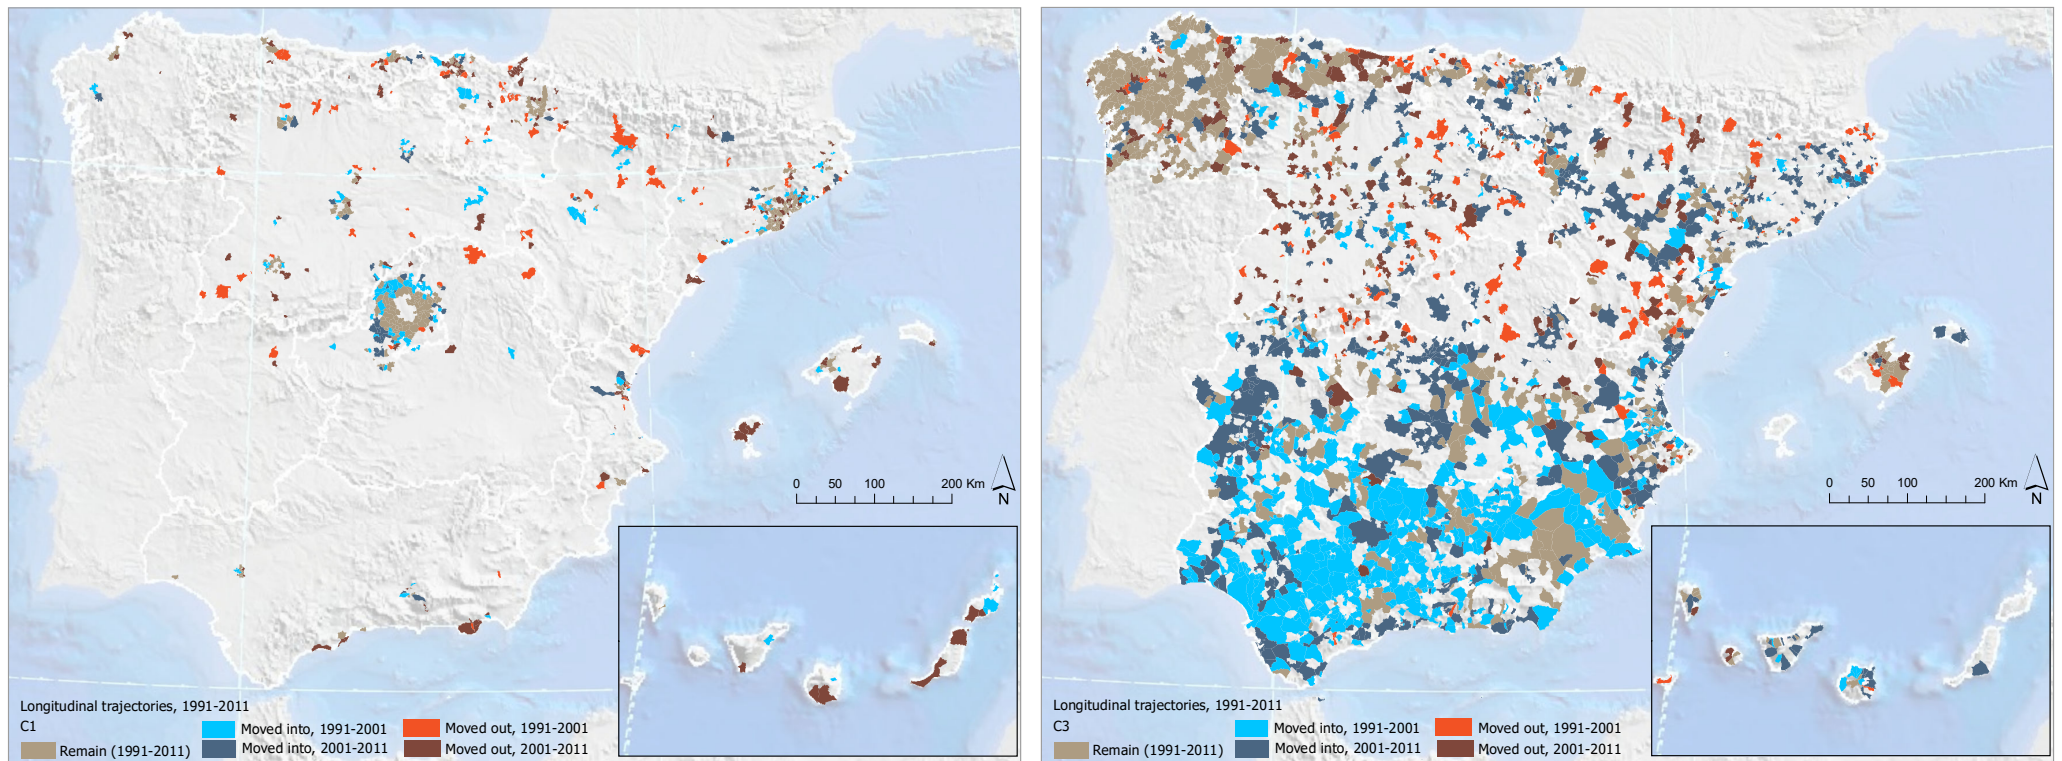 0 50 100 200 Km
N
Longitudinal trajectories, 1991-2011
C1
Remain (1991-2011)
Moved into, 1991-2001
Moved into, 2001-2011
Moved out, 1991-2001
Moved out, 2001-2011
0 50 100 200 Km
N
Longitudinal trajectories, 1991-2011
C3
Remain (1991-2011)
Moved into, 1991-2001
Moved into, 2001-2011
Moved out, 1991-2001
Moved out, 2001-2011